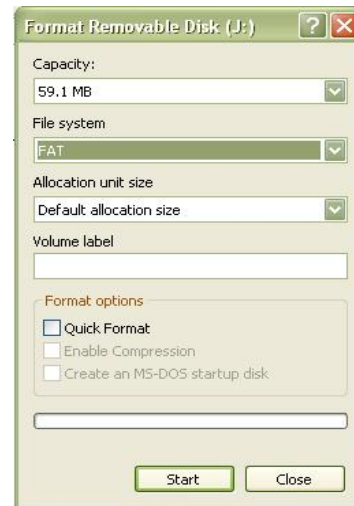 Format Removable Disk (J:)
Capacity:
59.1 MB
File system
FAT
Allocation unit size
Default allocation size
Volume label
Format options
Quick Format
Enable Compression
Create an MS-DOS startup disk
Start
Close